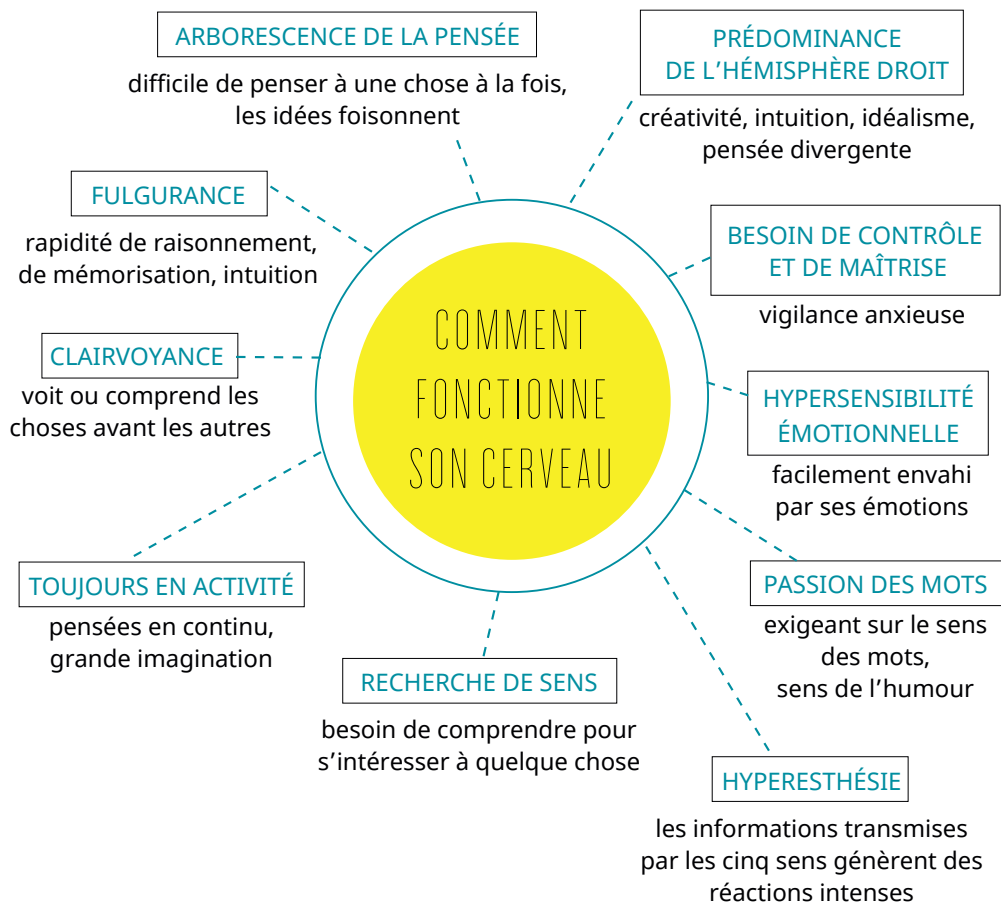 ARBORESCENCE DE LA PENSÉE
difficile de penser à une chose à la fois,
les idées foisonnent
PRÉDOMINANCE
DE L’HÉMISPHÈRE DROIT
créativité, intuition, idéalisme,
pensée divergente
FULGURANCE
rapidité de raisonnement,
de mémorisation, intuition
BESOIN DE CONTRÔLE
ET DE MAÎTRISE
vigilance anxieuse
COMMENT
FONCTIONNE
SON CERVEAU
CLAIRVOYANCE
voit ou comprend les
choses avant les autres
HYPERSENSIBILITÉ
ÉMOTIONNELLE
facilement envahi
par ses émotions
TOUJOURS EN ACTIVITÉ
pensées en continu,
grande imagination
PASSION DES MOTS
exigeant sur le sens
des mots,
sens de l’humour
RECHERCHE DE SENS
besoin de comprendre pour
s’intéresser à quelque chose
HYPERESTHÉSIE
les informations transmises
par les cinq sens génèrent des
réactions intenses